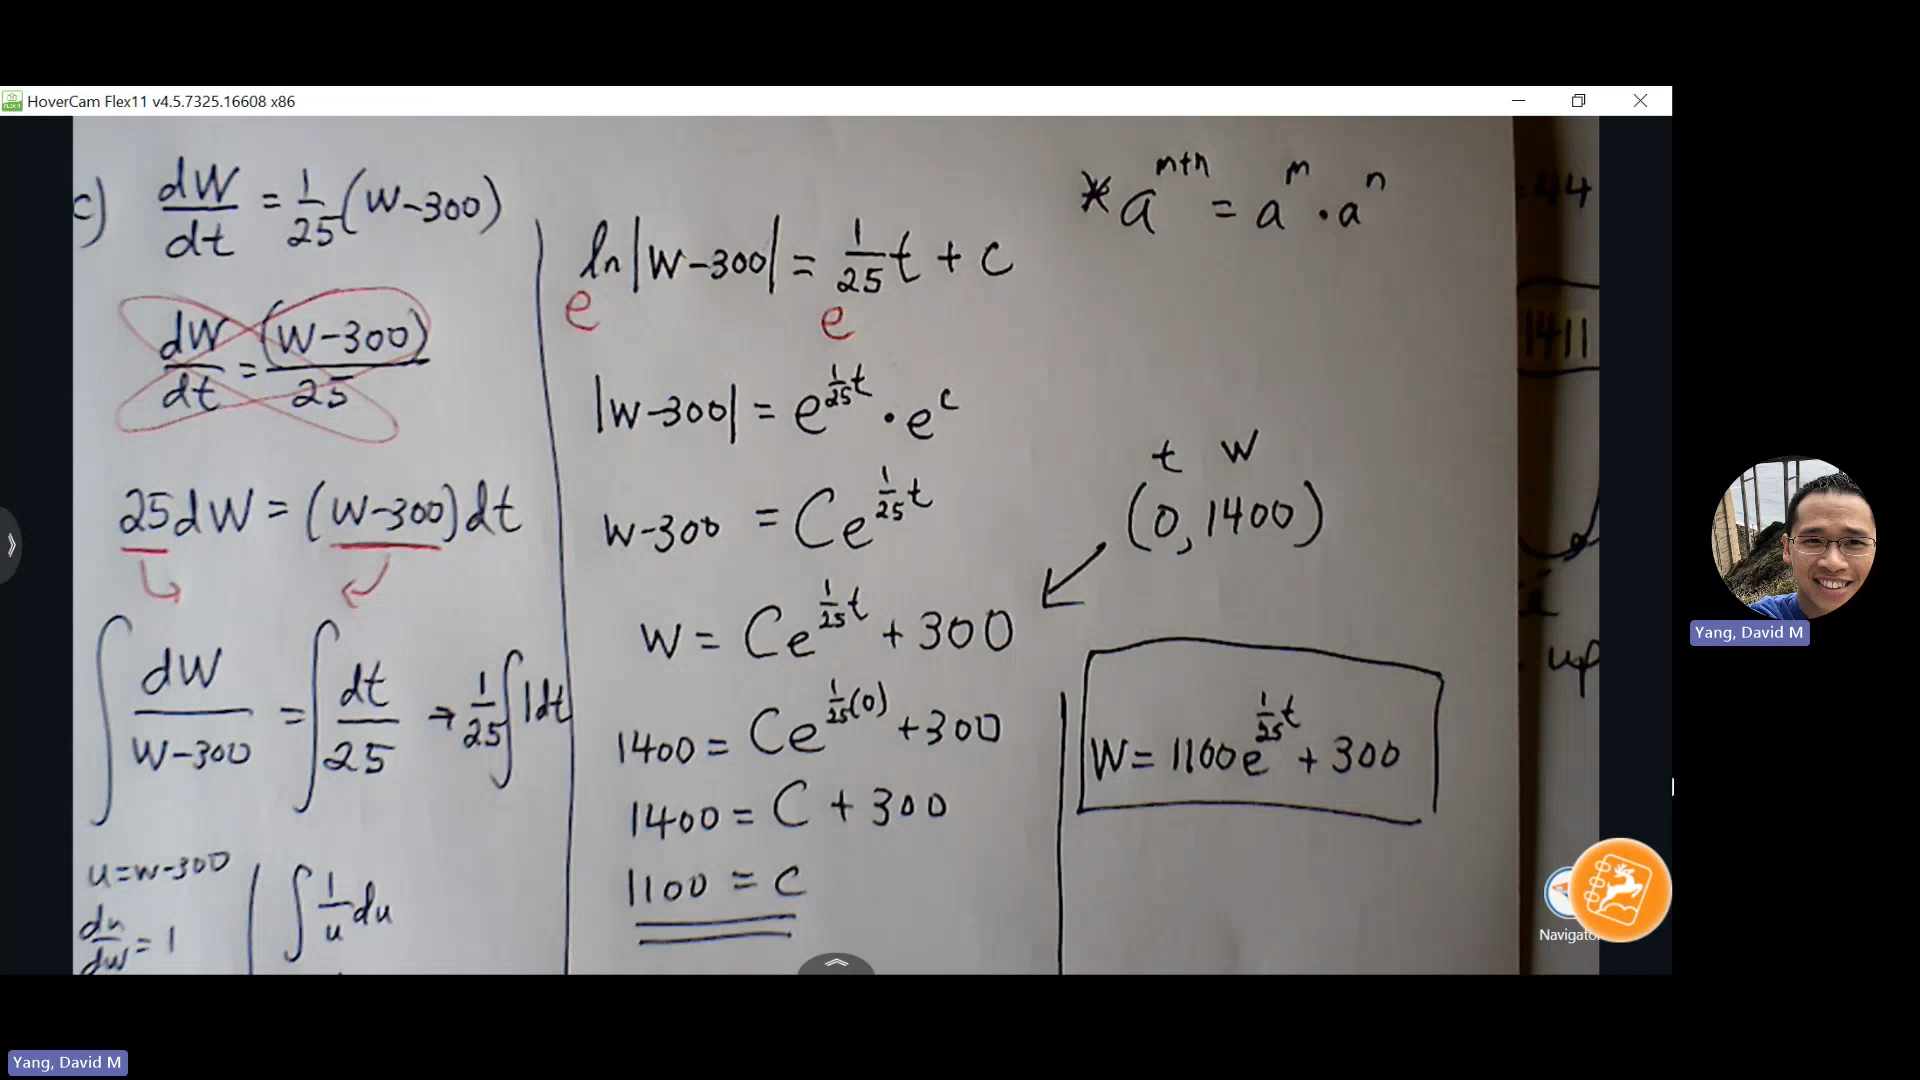 HoverCam Flex11 v4.5.7325.16608 x86
c) dW/dt = 1/25 (W-300)
dW/dt = (W-300)/25
25dW = (W-300)dt
∫ dW/(W-300) = ∫ dt/25 → 1/25 ∫ 1dt
u=w-300
du/dw = 1
∫ 1/u du
ln|W-300| = 1/25 t + C
e e
|W-300| = e^(1/25 t) · e^c
W-300 = Ce^(1/25 t)
W = Ce^(1/25 t) + 300
1400 = Ce^(1/25 (0)) + 300
1400 = C + 300
1100 = C
* a^(m+n) = a^m · a^n
t W
(0, 1400)
W = 1100e^(1/25 t) + 300
44
1411
up
Yang, David M
Yang, David M